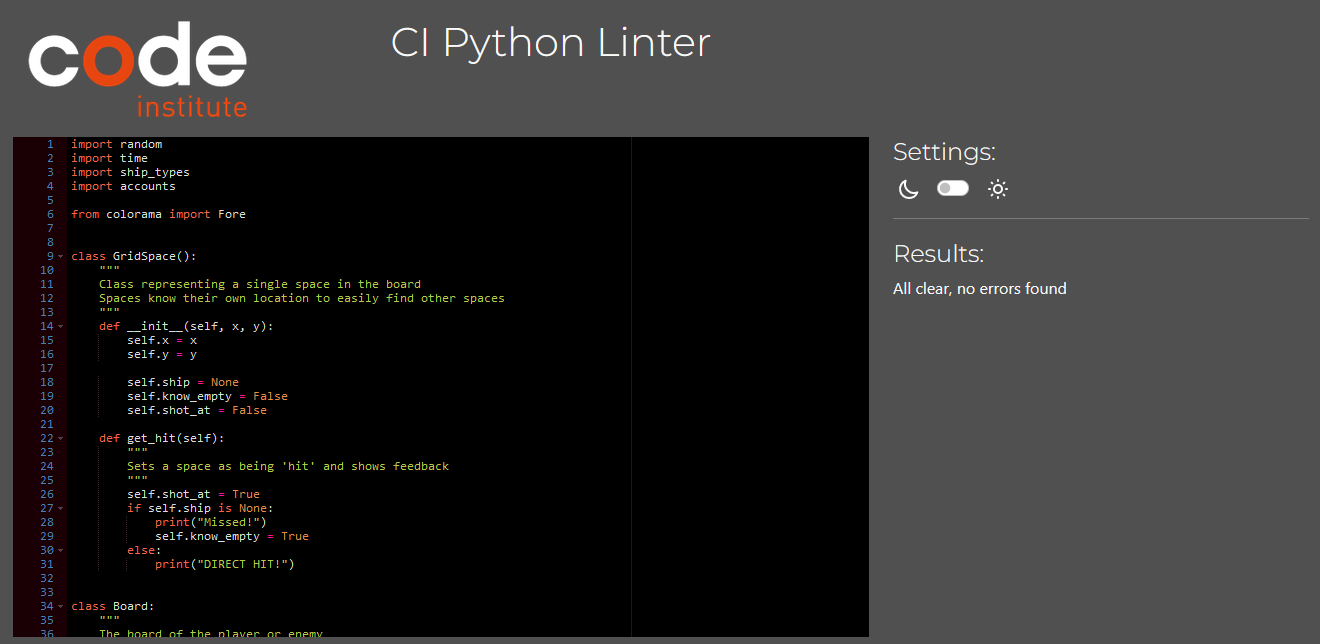 code
institute
CI Python Linter
1 import random
2 import time
3 import ship_types
4 import accounts
5
6 from colorama import Fore
7
8
9 class GridSpace():
10 """
11 Class representing a single space in the board
12 Spaces know their own location to easily find other spaces
13 """
14 def __init__(self, x, y):
15 self.x = x
16 self.y = y
17
18 self.ship = None
19 self.know_empty = False
20 self.shot_at = False
21
22 def get_hit(self):
23 """
24 Sets a space as being 'hit' and shows feedback
25 """
26 self.shot_at = True
27 if self.ship is None:
28 print("Missed!")
29 self.know_empty = True
30 else:
31 print("DIRECT HIT!")
32
33
34 class Board:
35 """
36 The board of the player or enemy
Settings:
Results:
All clear, no errors found